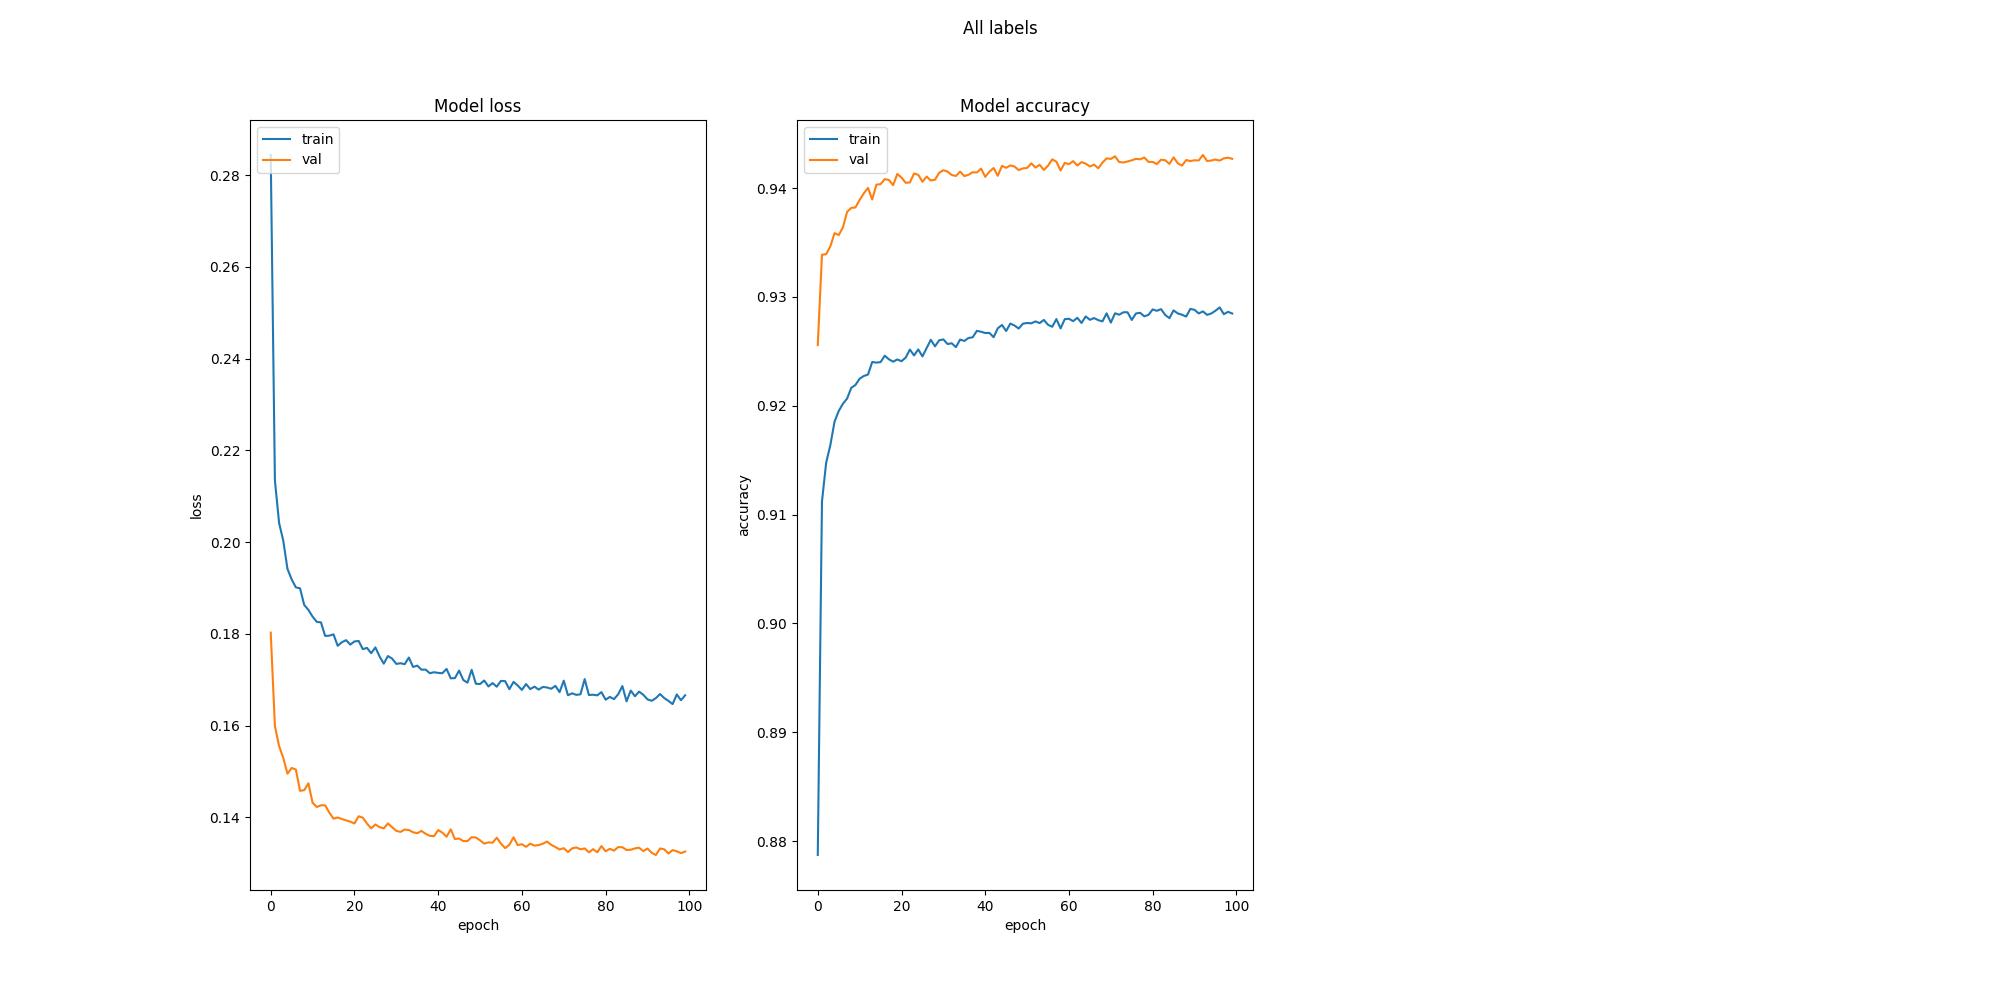 All labels
Model loss
train
val
0.28
0.26
0.24
0.22
0.20
0.18
0.16
0.14
loss
0 20 40 60 80 100
epoch
Model accuracy
train
val
0.94
0.93
0.92
0.91
0.90
0.89
0.88
accuracy
0 20 40 60 80 100
epoch